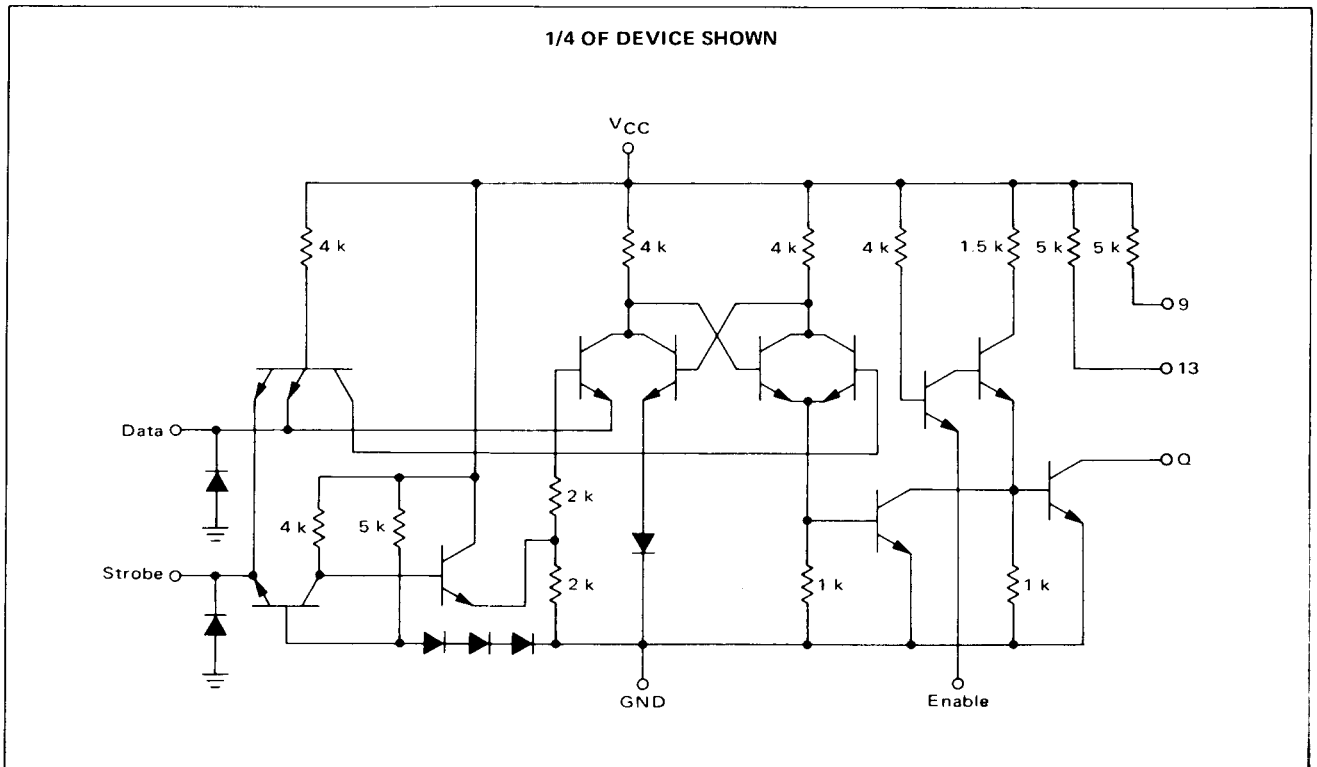 1/4 OF DEVICE SHOWN
VCC
4 k
4 k
4 k
4 k
1.5 k
5 k
5 k
9
13
Data
Q
2 k
4 k
5 k
Strobe
2 k
1 k
1 k
GND
Enable